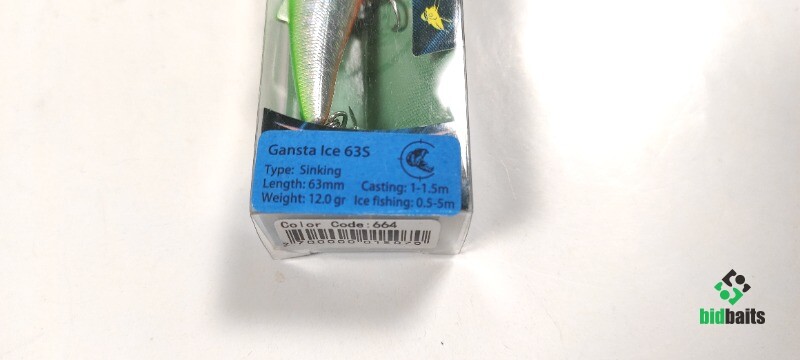 Gansta Ice 63S
Type: Sinking
Length: 63mm Casting: 1-1.5m
Weight: 12.0 gr Ice fishing: 0.5-5m
Color Code:664
bidbaits